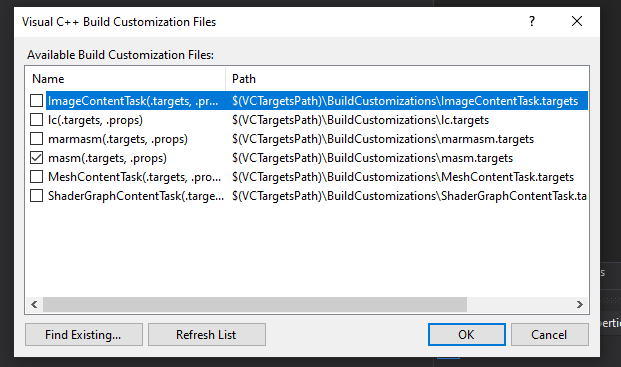 Visual C++ Build Customization Files
Available Build Customization Files:
Name Path
ImageContentTask(.targets, .pr... $(VCTargetsPath)\BuildCustomizations\ImageContentTask.targets
lc(.targets, .props) $(VCTargetsPath)\BuildCustomizations\lc.targets
marmasm(.targets, .props) $(VCTargetsPath)\BuildCustomizations\marmasm.targets
masm(.targets, .props) $(VCTargetsPath)\BuildCustomizations\masm.targets
MeshContentTask(.targets, .pro... $(VCTargetsPath)\BuildCustomizations\MeshContentTask.targets
ShaderGraphContentTask(.targe... $(VCTargetsPath)\BuildCustomizations\ShaderGraphContentTask.ta
Find Existing... Refresh List OK Cancel